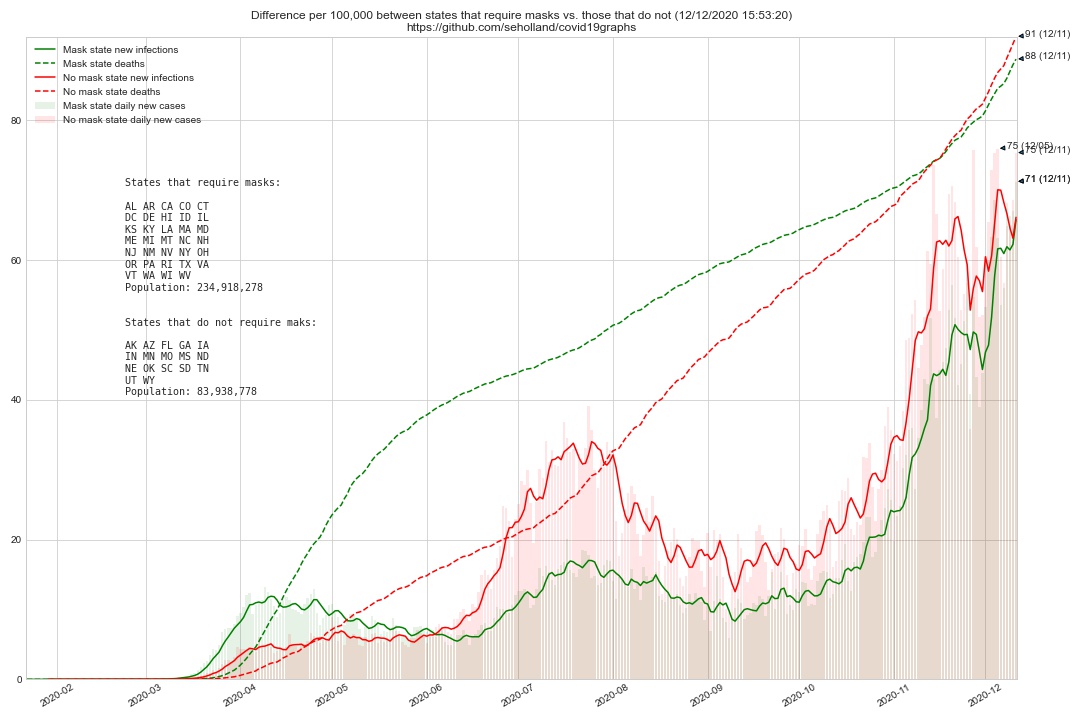 Difference per 100,000 between states that require masks vs. those that do not (12/12/2020 15:53:20)
https://github.com/seholland/covid19graphs
Mask state new infections
Mask state deaths
No mask state new infections
No mask state deaths
Mask state daily new cases
No mask state daily new cases
91 (12/11)
88 (12/11)
75 (12/05)
75 (12/11)
71 (12/11)
80
60
40
20
0
States that require masks:
AL AR CA CO CT
DC DE HI ID IL
KS KY LA MA MD
ME MI MT NC NH
NJ NM NV NY OH
OR PA RI TX VA
VT WA WI WV
Population: 234,918,278
States that do not require maks:
AK AZ FL GA IA
IN MN MO MS ND
NE OK SC SD TN
UT WY
Population: 83,938,778
2020-02
2020-03
2020-04
2020-05
2020-06
2020-07
2020-08
2020-09
2020-10
2020-11
2020-12